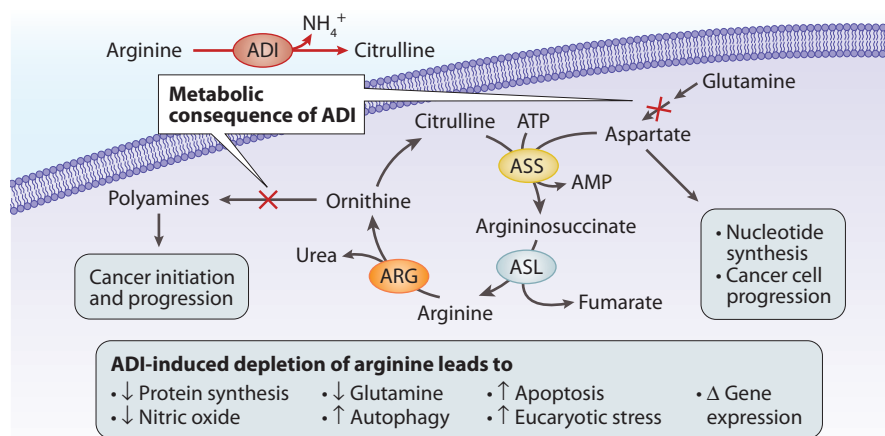 NH₄⁺
Arginine ADI Citrulline
Metabolic
consequence of ADI
Glutamine
Citrulline ATP
Aspartate
ASS
AMP
Polyamines Ornithine
Argininosuccinate
Urea
ARG
ASL
Arginine
Fumarate
Cancer initiation
and progression
• Nucleotide
synthesis
• Cancer cell
progression
ADI-induced depletion of arginine leads to
• ↓ Protein synthesis • ↓ Glutamine • ↑ Apoptosis • Δ Gene
• ↓ Nitric oxide • ↑ Autophagy • ↑ Eucaryotic stress expression